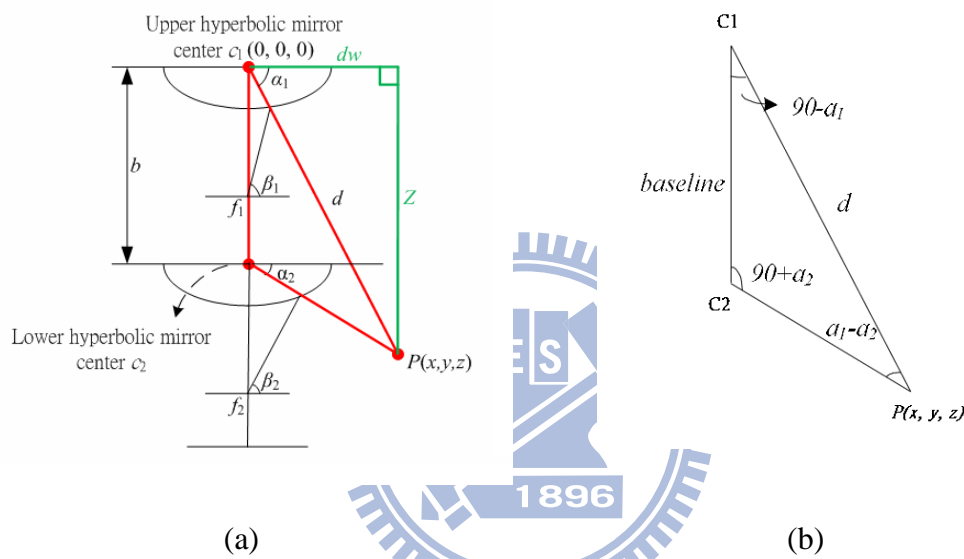 Upper hyperbolic mirror
center c₁ (0, 0, 0)
dw
α₁
b
β₁
f₁
d
Z
α₂
Lower hyperbolic mirror
center c₂
P(x,y,z)
β₂
f₂
(a)
C1
90-a₁
baseline
d
90+a₂
C2
a₁-a₂
P(x, y, z)
ES
1896
(b)